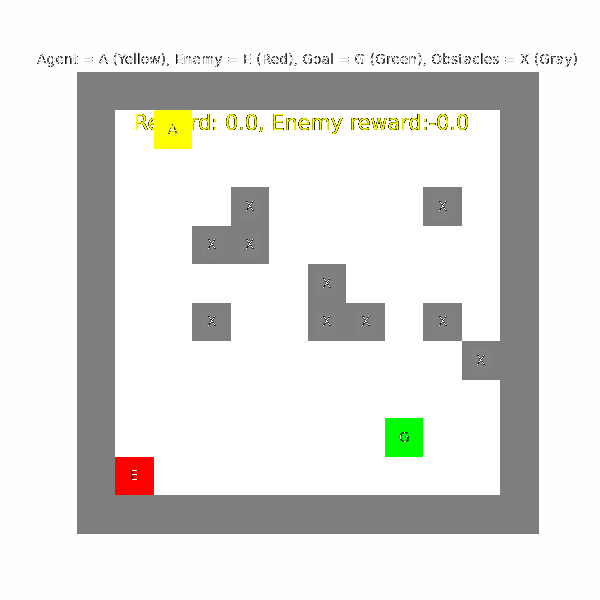 Agent = A (Yellow), Enemy = E (Red), Goal = G (Green), Obstacles = X (Gray)
Reward: 0.0, Enemy reward:-0.0
A
X X
X X
X
X X X X
X
G
E